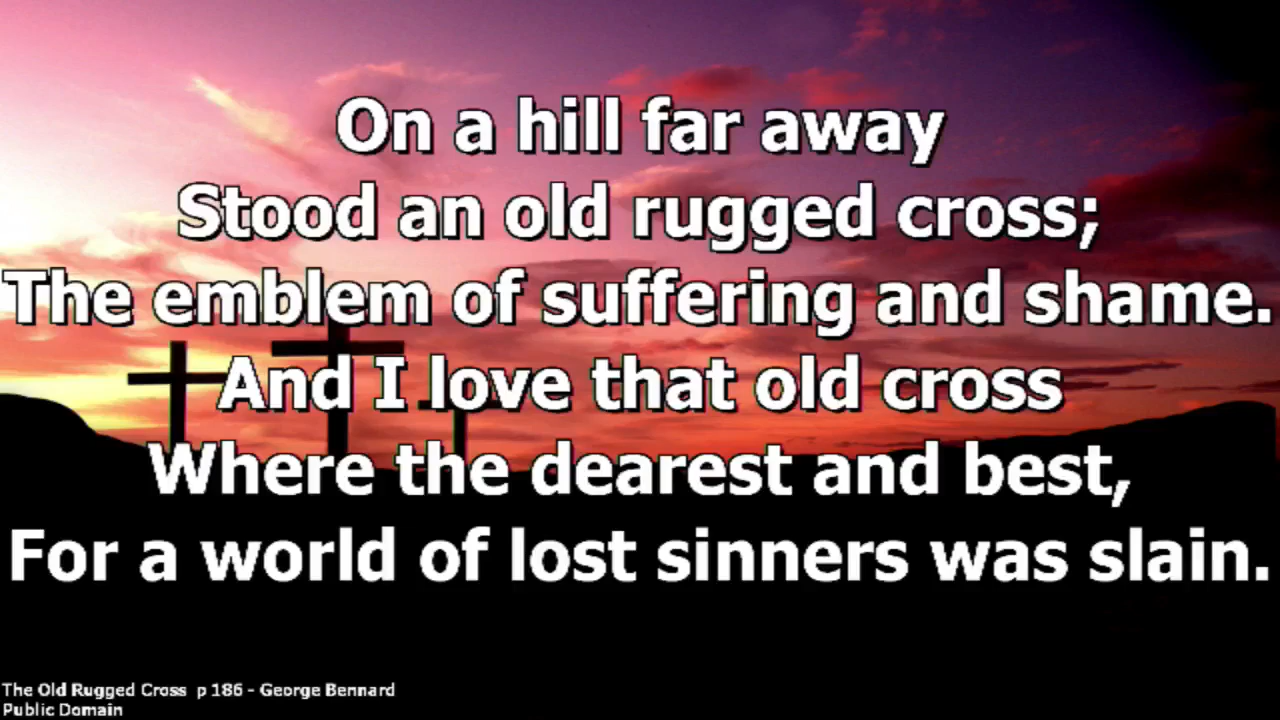 On a hill far away
Stood an old rugged cross;
The emblem of suffering and shame.
And I love that old cross
Where the dearest and best,
For a world of lost sinners was slain.
The Old Rugged Cross p 186 - George Bennard
Public Domain